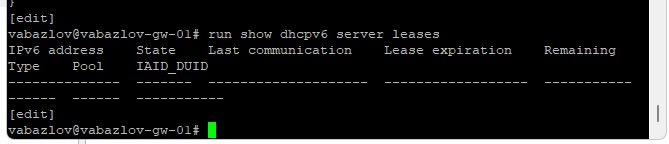 }
[edit]
vabazlov@vabazlov-gw-01# run show dhcpv6 server leases
IPv6 address    State    Last communication    Lease expiration    Remaining
Type    Pool    IAID_DUID
--------------  -------  --------------------  ------------------  -----------
------  ------  -----------
[edit]
vabazlov@vabazlov-gw-01#